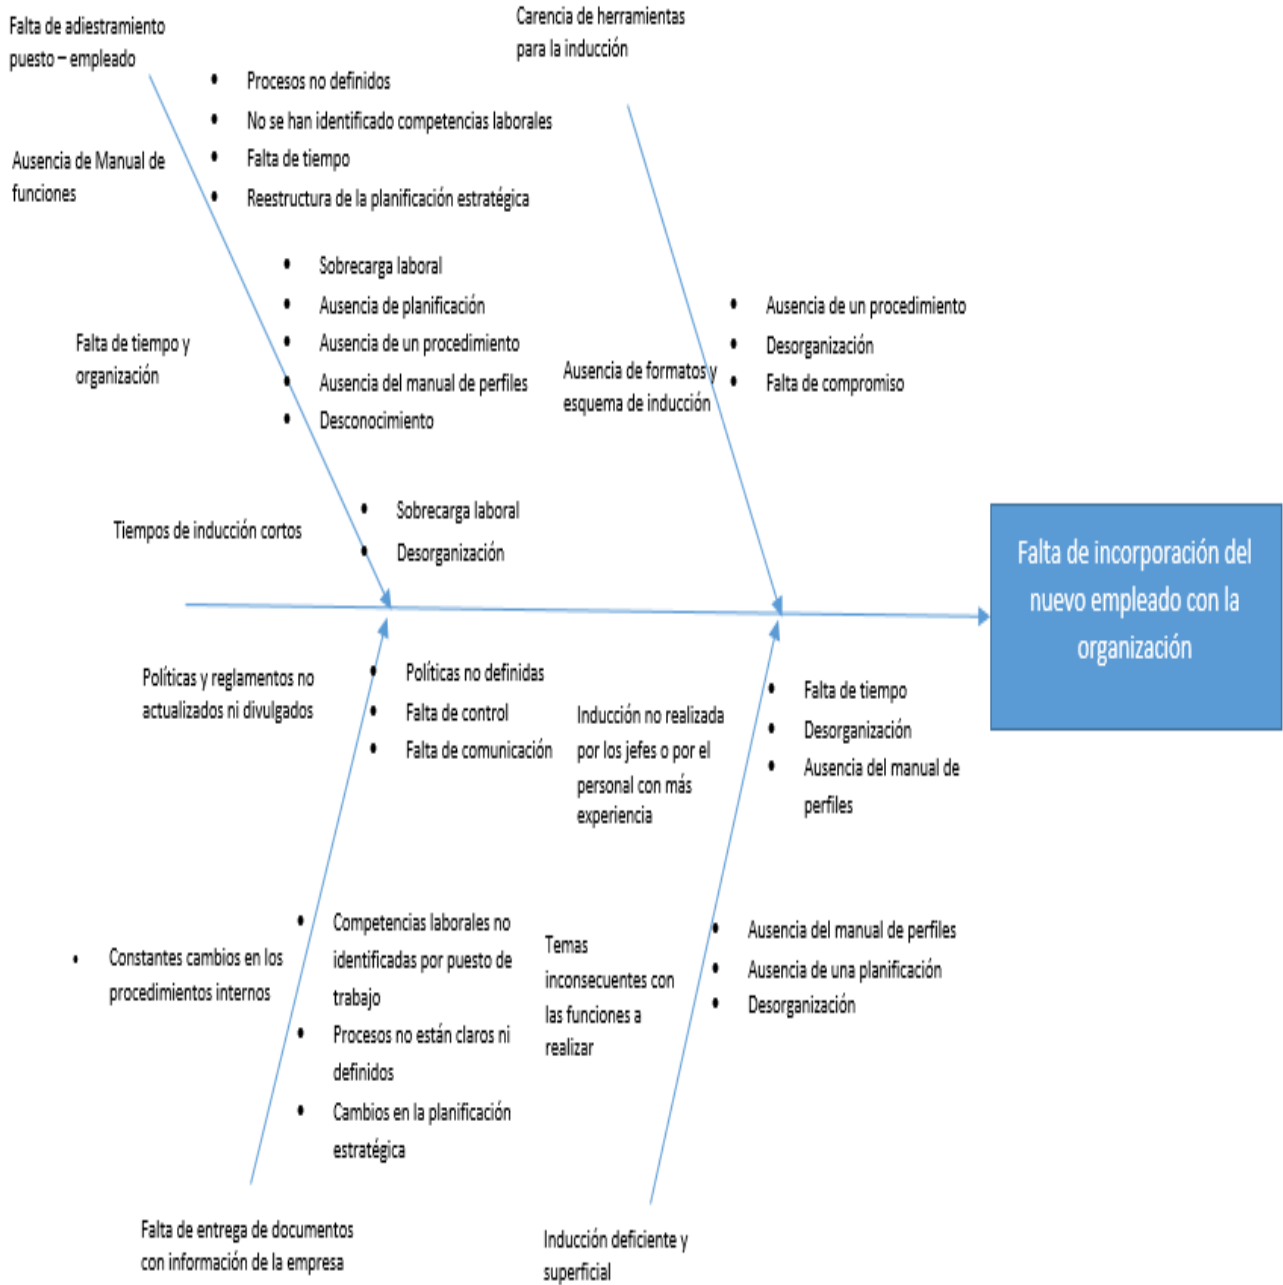 Falta de adiestramiento
puesto – empleado
• Procesos no definidos
• No se han identificado competencias laborales
• Falta de tiempo
• Reestructura de la planificación estratégica
Ausencia de Manual de
funciones
• Sobrecarga laboral
• Ausencia de planificación
• Ausencia de un procedimiento
• Ausencia del manual de perfiles
• Desconocimiento
Falta de tiempo y
organización
• Sobrecarga laboral
• Desorganización
Tiempos de inducción cortos
Carencia de herramientas
para la inducción
Ausencia de formatos y
esquema de inducción
• Ausencia de un procedimiento
• Desorganización
• Falta de compromiso
Falta de incorporación del
nuevo empleado con la
organización
Políticas y reglamentos no
actualizados ni divulgados
• Políticas no definidas
• Falta de control
• Falta de comunicación
• Constantes cambios en los
procedimientos internos
• Competencias laborales no
identificadas por puesto de
trabajo
• Procesos no están claros ni
definidos
• Cambios en la planificación
estratégica
Falta de entrega de documentos
con información de la empresa
Inducción no realizada
por los jefes o por el
personal con más
experiencia
• Falta de tiempo
• Desorganización
• Ausencia del manual de
perfiles
Temas
inconsecuentes con
las funciones a
realizar
• Ausencia del manual de perfiles
• Ausencia de una planificación
• Desorganización
Inducción deficiente y
superficial